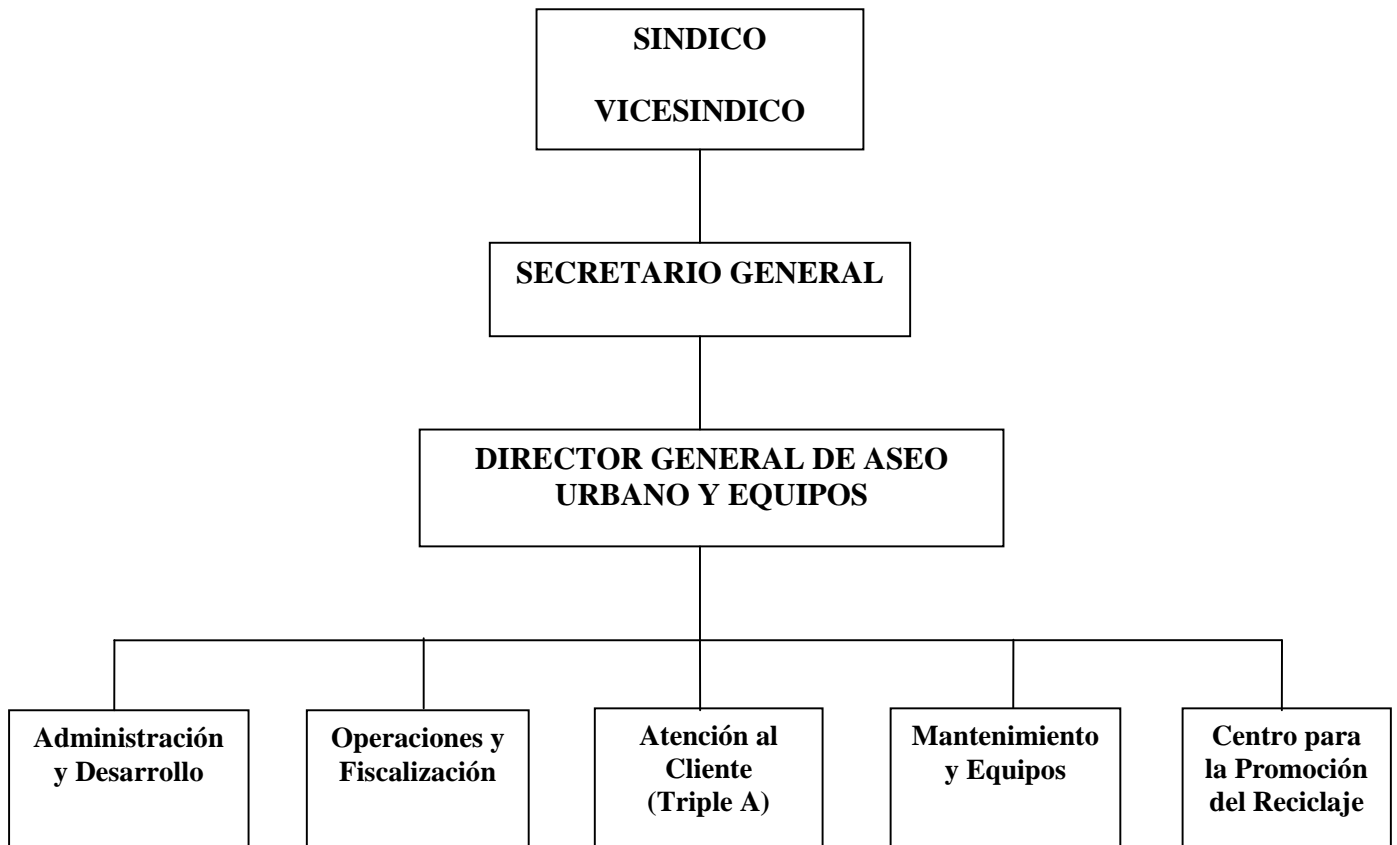 SINDICO
VICESINDICO
SECRETARIO GENERAL
DIRECTOR GENERAL DE ASEO
URBANO Y EQUIPOS
Administración
y Desarrollo
Operaciones y
Fiscalización
Atención al
Cliente
(Triple A)
Mantenimiento
y Equipos
Centro para
la Promoción
del Reciclaje